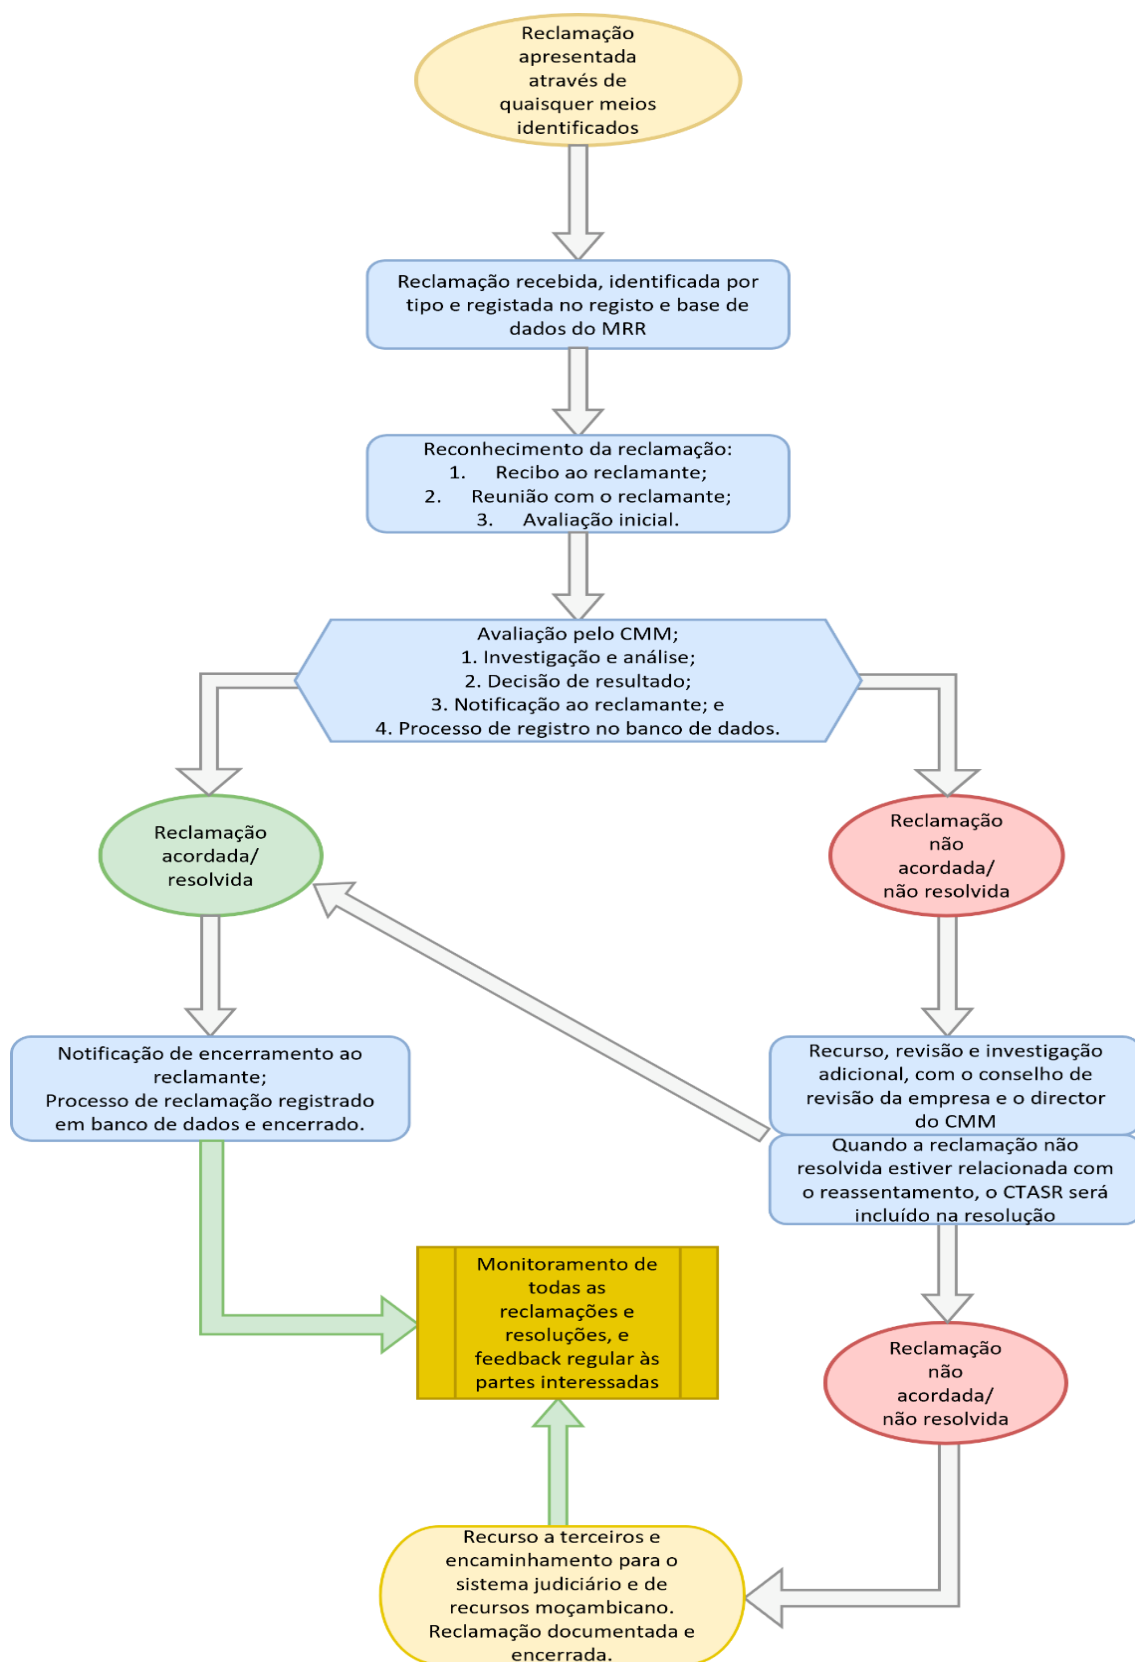 Reclamação
apresentada
através de
quaisquer meios
identificados
Reclamação recebida, identificada por
tipo e registada no registo e base de
dados do MRR
Reconhecimento da reclamação:
1. Recibo ao reclamante;
2. Reunião com o reclamante;
3. Avaliação inicial.
Avaliação pelo CMM;
1. Investigação e análise;
2. Decisão de resultado;
3. Notificação ao reclamante; e
4. Processo de registro no banco de dados.
Reclamação
acordada/
resolvida
Reclamação
não
acordada/
não resolvida
Notificação de encerramento ao
reclamante;
Processo de reclamação registrado
em banco de dados e encerrado.
Recurso, revisão e investigação
adicional, com o conselho de
revisão da empresa e o director
do CMM
Quando a reclamação não
resolvida estiver relacionada com
o reassentamento, o CTASR será
incluído na resolução
Monitoramento de
todas as
reclamações e
resoluções, e
feedback regular às
partes interessadas
Reclamação
não
acordada/
não resolvida
Recurso a terceiros e
encaminhamento para o
sistema judiciário e de
recursos moçambicano.
Reclamação documentada e
encerrada.